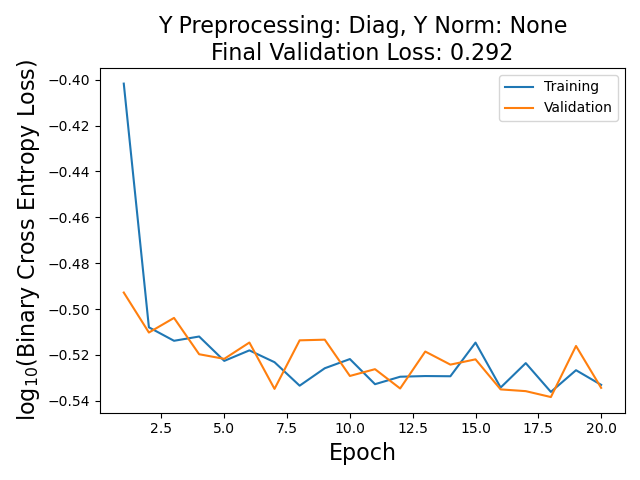 Y Preprocessing: Diag, Y Norm: None
Final Validation Loss: 0.292
Training
Validation
−0.40
−0.42
−0.44
−0.46
−0.48
−0.50
−0.52
−0.54
log₁₀(Binary Cross Entropy Loss)
2.5 5.0 7.5 10.0 12.5 15.0 17.5 20.0
Epoch